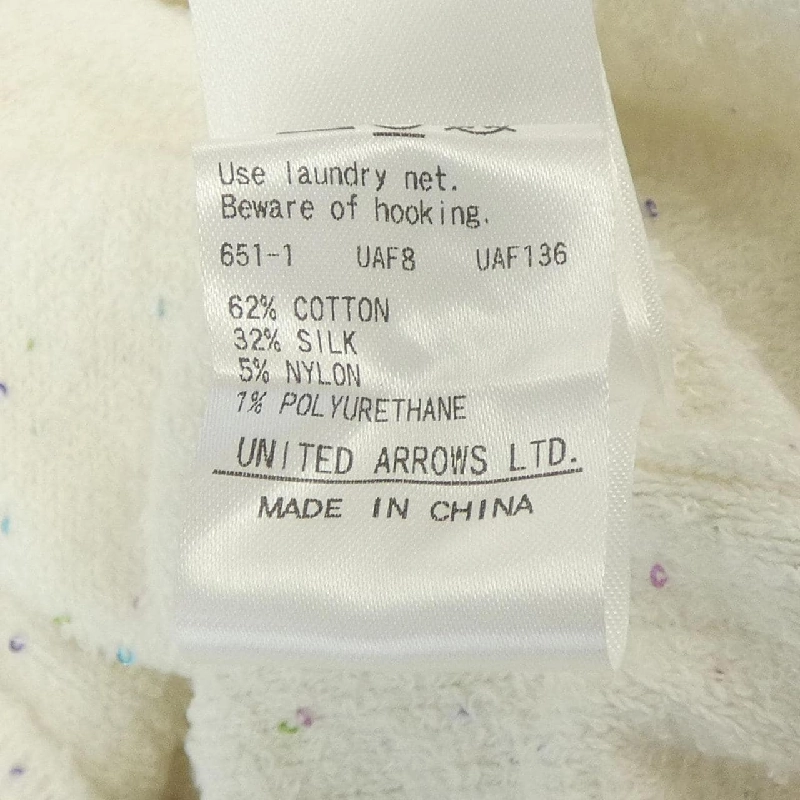 Use laundry net.
Beware of hooking.
651-1 UAF8 UAF136
62% COTTON
32% SILK
5% NYLON
1% POLYURETHANE
UNITED ARROWS LTD.
MADE IN CHINA